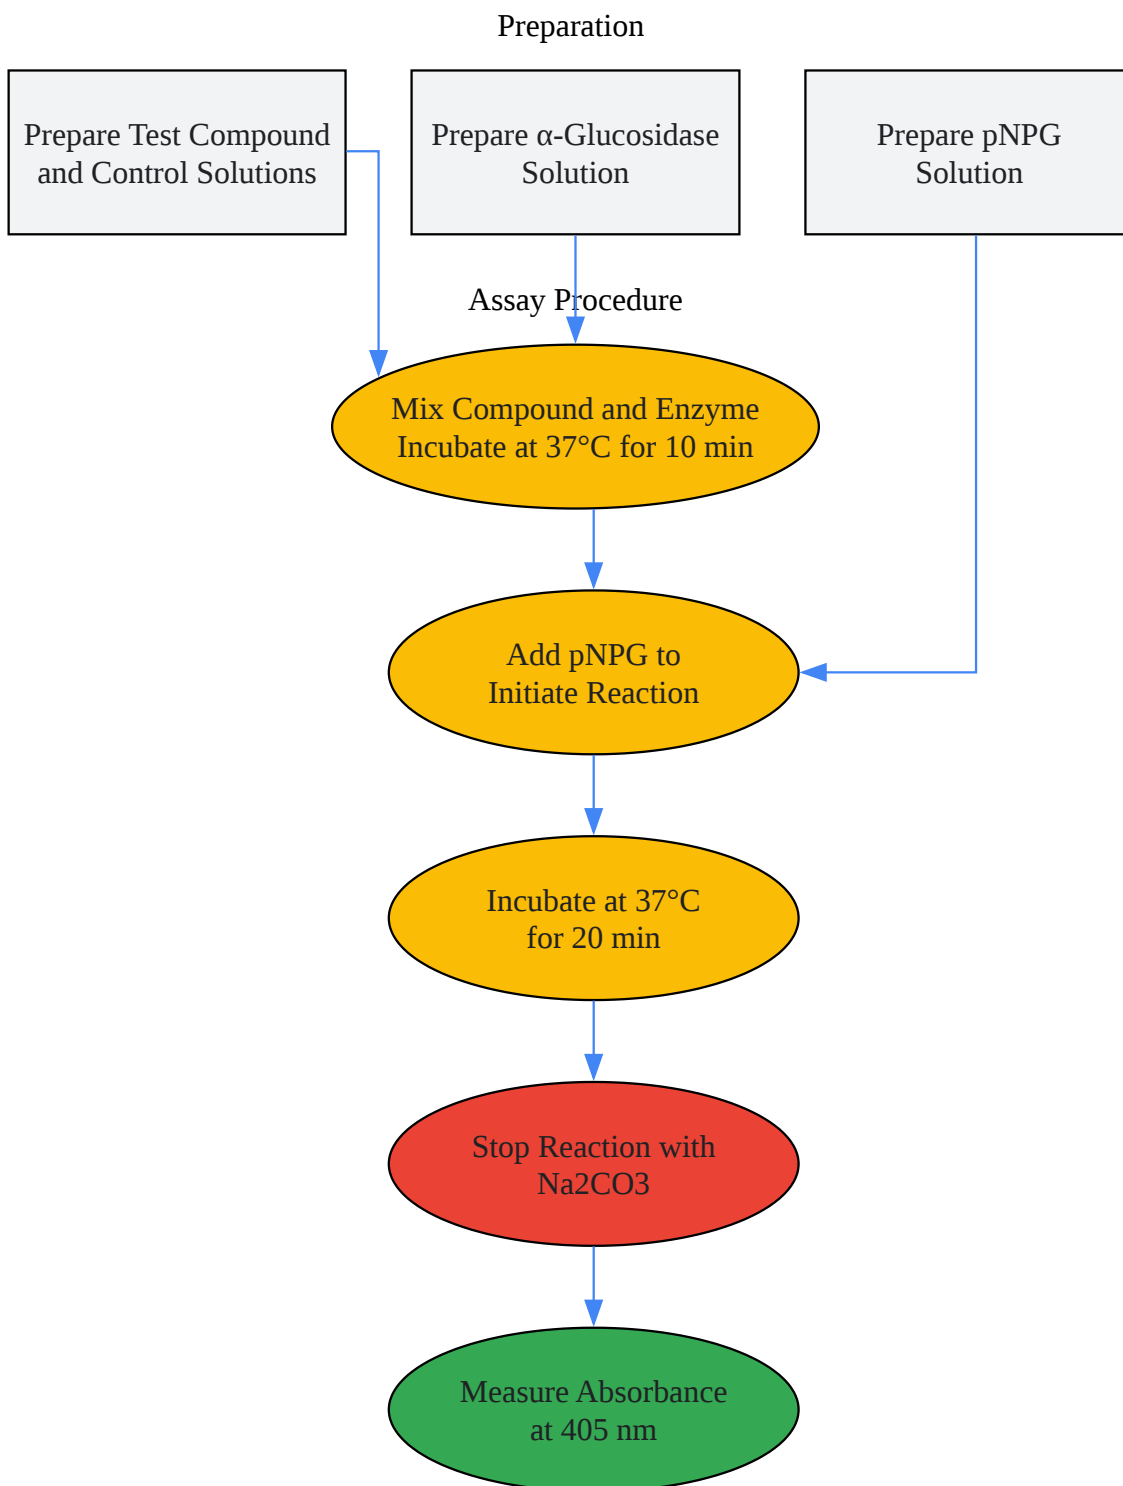 Preparation
Prepare Test Compound
and Control Solutions
Prepare α-Glucosidase
Solution
Prepare pNPG
Solution
Assay Procedure
Mix Compound and Enzyme
Incubate at 37°C for 10 min
Add pNPG to
Initiate Reaction
Incubate at 37°C
for 20 min
Stop Reaction with
Na2CO3
Measure Absorbance
at 405 nm